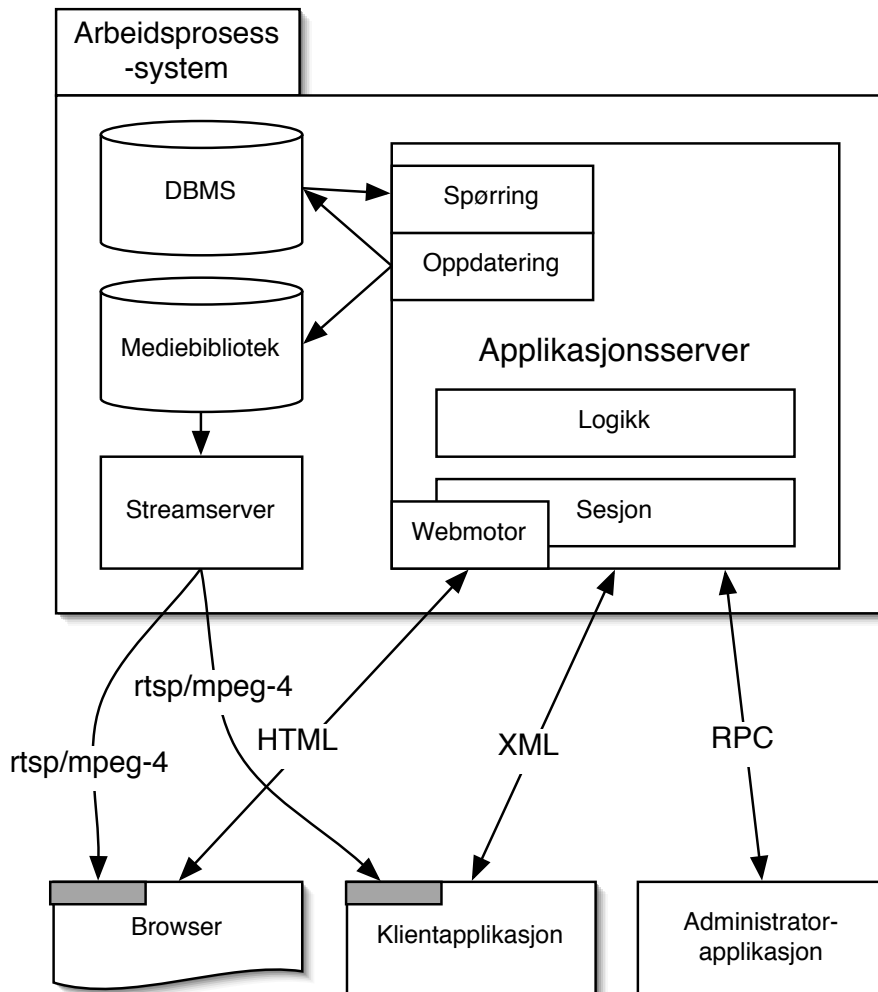 Arbeidsprosess
-system
DBMS
Spørring
Oppdatering
Mediebibliotek
Applikasjonsserver
Logikk
Streamserver
Sesjon
Webmotor
rtsp/mpeg-4
rtsp/mpeg-4
HTML
XML
RPC
Browser
Klientapplikasjon
Administrator-
applikasjon